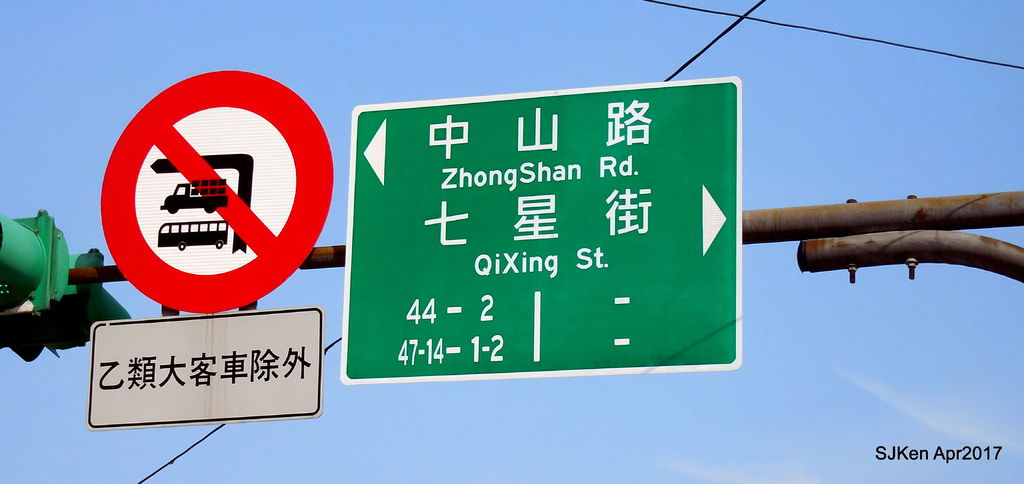 中山路
ZhongShan Rd.
七星街
QiXing St.
44 - 2 -
47-14- 1-2 -
乙類大客車除外
SJKen Apr2017